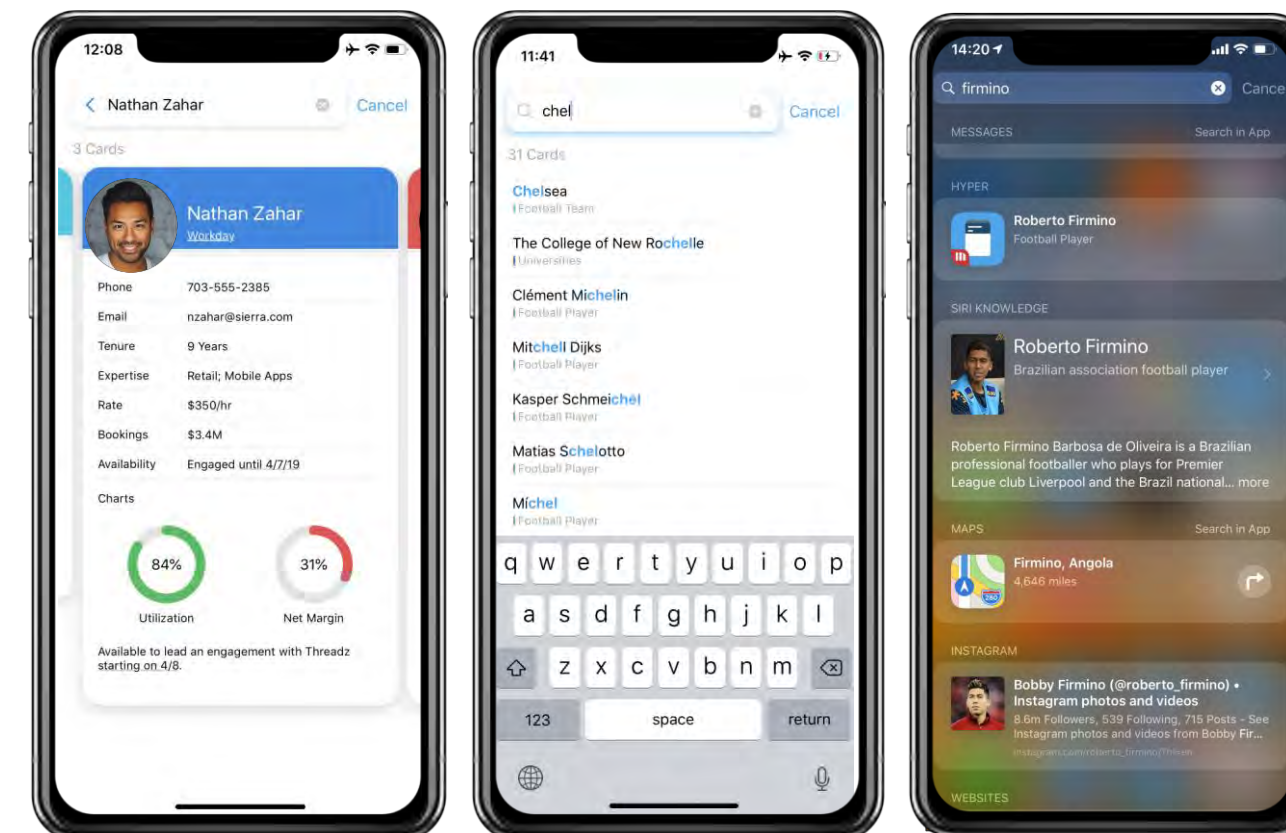 12:08
Nathan Zahar
Cancel
3 Cards
Nathan Zahar
Workday
Phone 703-555-2385
Email nzahar@sierra.com
Tenure 9 Years
Expertise Retail; Mobile Apps
Rate $350/hr
Bookings $3.4M
Availability Engaged until 4/7/19
Charts
84%
31%
Utilization
Net Margin
Available to lead an engagement with Threadz
starting on 4/8.
11:41
chel
Cancel
31 Cards
Chelsea
Football Team
The College of New Rochelle
Universities
Clément Michelin
Football Player
Mitchell Dijks
Football Player
Kasper Schmeichel
Football Player
Matias Schelotto
Football Player
Míchel
Football Player
q w e r t y u i o p
a s d f g h j k l
z x c v b n m
123 space return
14:20
firmino
Cance
MESSAGES Search in App
HYPER
Roberto Firmino
Football Player
SIRI KNOWLEDGE
Roberto Firmino
Brazilian association football player
Roberto Firmino Barbosa de Oliveira is a Brazilian
professional footballer who plays for Premier
League club Liverpool and the Brazil national... more
MAPS Search in App
Firmino, Angola
4,646 miles
280
INSTAGRAM
Bobby Firmino (@roberto_firmino) •
Instagram photos and videos
8.6m Followers, 539 Following, 715 Posts - See
Instagram photos and videos from Bobby Fir...
WEBSITES